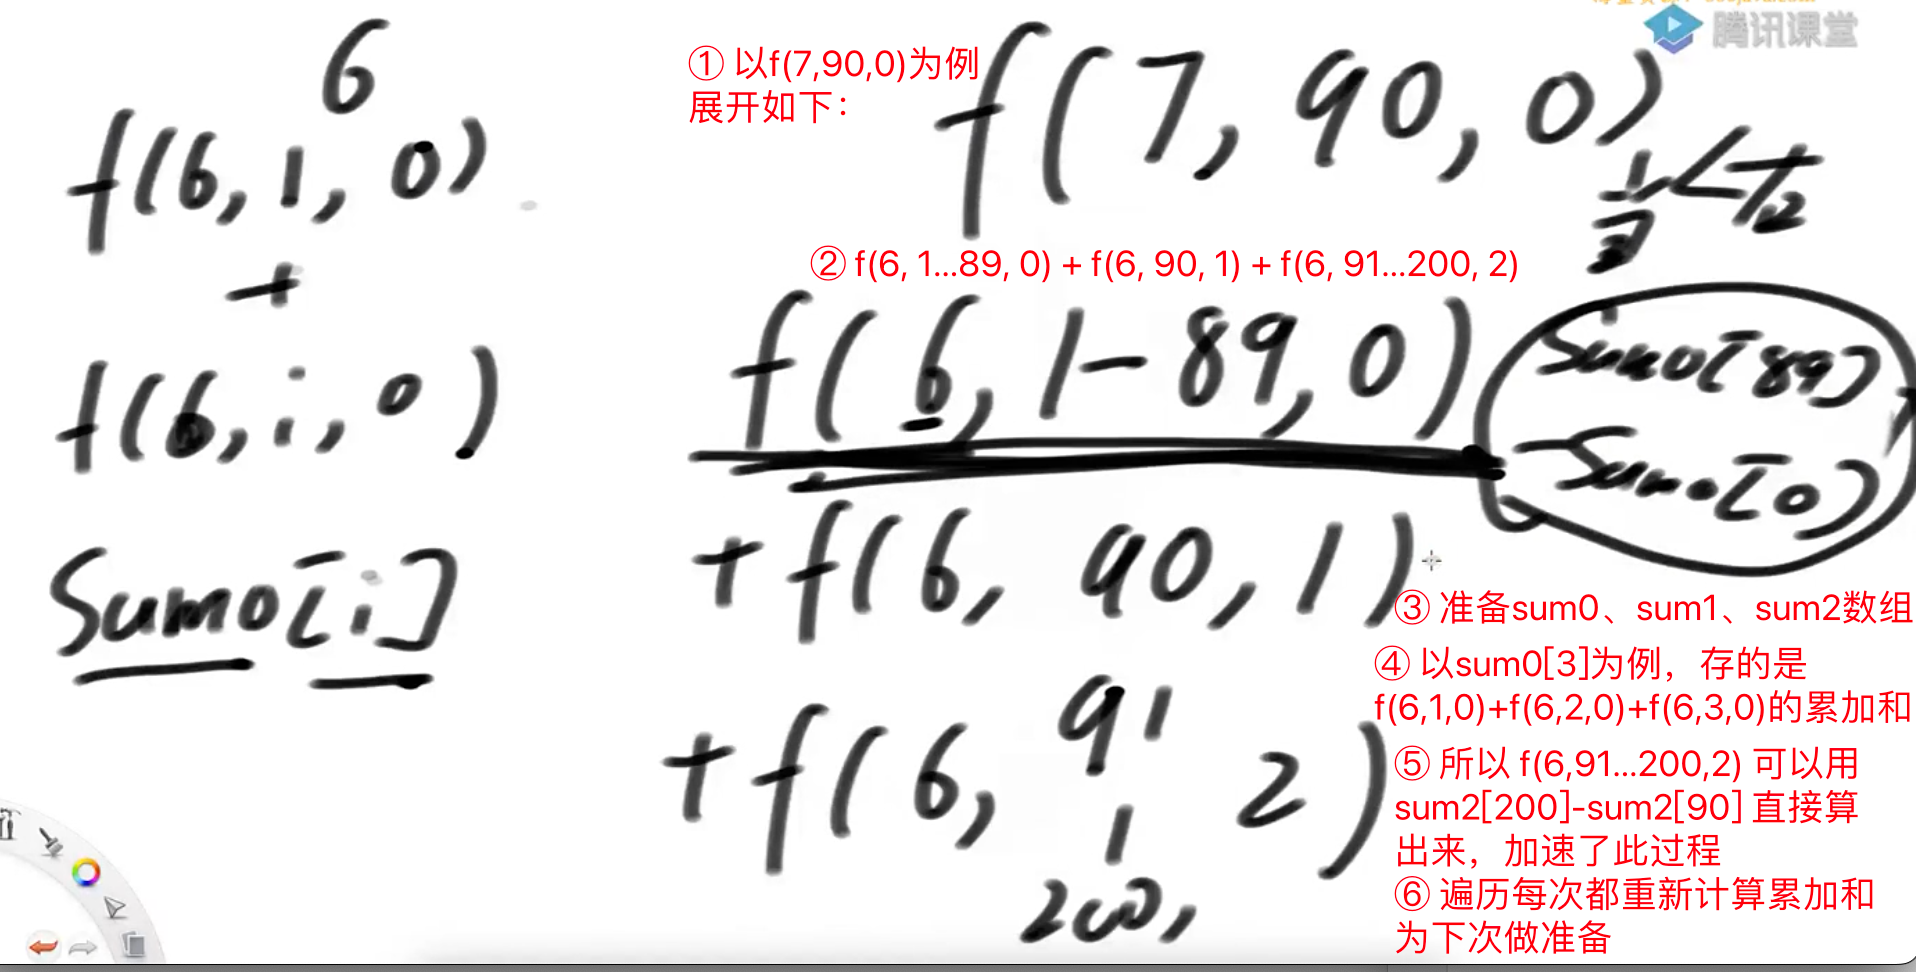 腾讯课堂
6
f(6, 1, 0)
+
f(6, i, 0)
Sum0[i]
① 以f(7,90,0)为例
展开如下：
f(7, 90, 0)
② f(6, 1...89, 0) + f(6, 90, 1) + f(6, 91...200, 2)
f(6, 1-89, 0)
Sum0[89]
-Sum0[0]
+f(6, 90, 1)
+f(6, 91
2)
200,
③ 准备sum0、sum1、sum2数组
④ 以sum0[3]为例，存的是
f(6,1,0)+f(6,2,0)+f(6,3,0)的累加和
⑤ 所以 f(6,91...200,2) 可以用
sum2[200]-sum2[90] 直接算
出来，加速了此过程
⑥ 遍历每次都重新计算累加和
为下次做准备